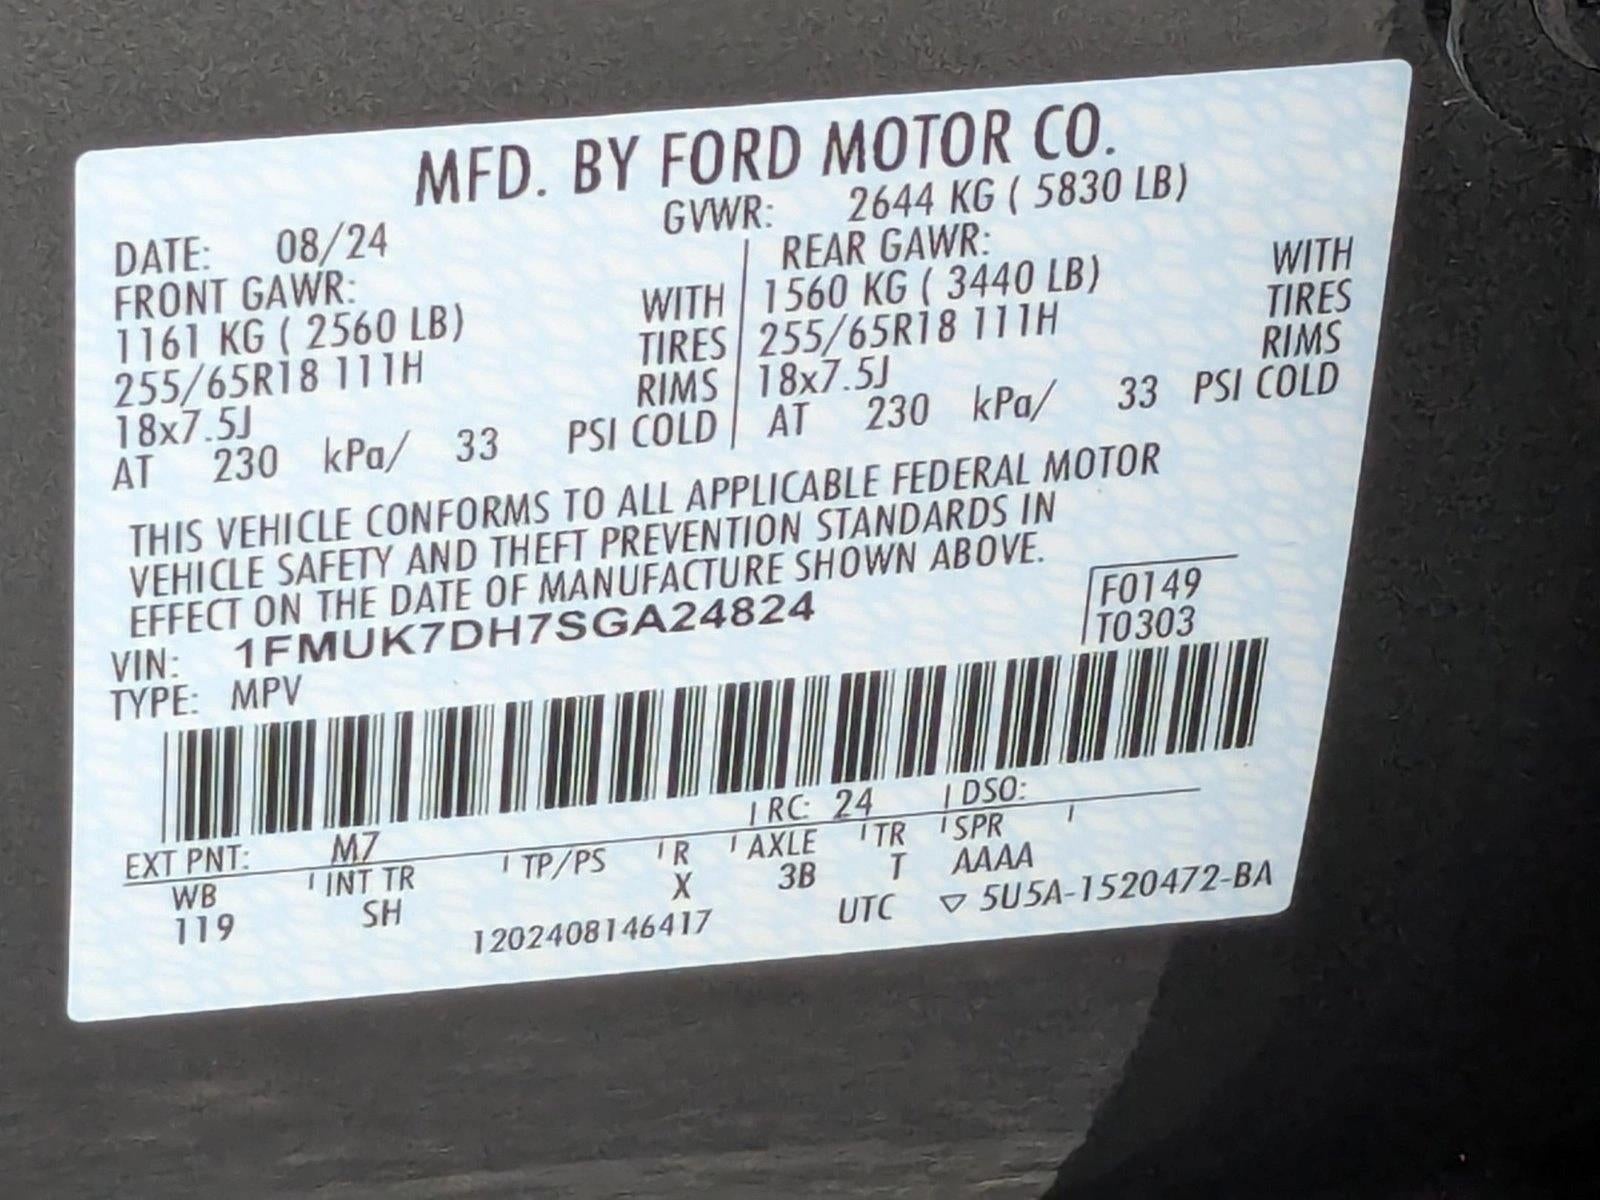 MFD. BY FORD MOTOR CO.
DATE: 08/24 GVWR: 2644 KG ( 5830 LB)
FRONT GAWR: REAR GAWR:
1161 KG ( 2560 LB) WITH 1560 KG ( 3440 LB) WITH
255/65R18 111H TIRES 255/65R18 111H TIRES
18x7.5J RIMS 18x7.5J RIMS
AT 230 kPa/ 33 PSI COLD AT 230 kPa/ 33 PSI COLD
THIS VEHICLE CONFORMS TO ALL APPLICABLE FEDERAL MOTOR
VEHICLE SAFETY AND THEFT PREVENTION STANDARDS IN
EFFECT ON THE DATE OF MANUFACTURE SHOWN ABOVE.
VIN: 1FMUK7DH7SGA24824 F0149
TYPE: MPV T0303
EXT PNT: M7 RC: 24 DSO:
WB INT TR TP/PS R AXLE TR SPR
119 SH X 3B T AAAA
1202408146417 UTC ▽ 5U5A-1520472-BA